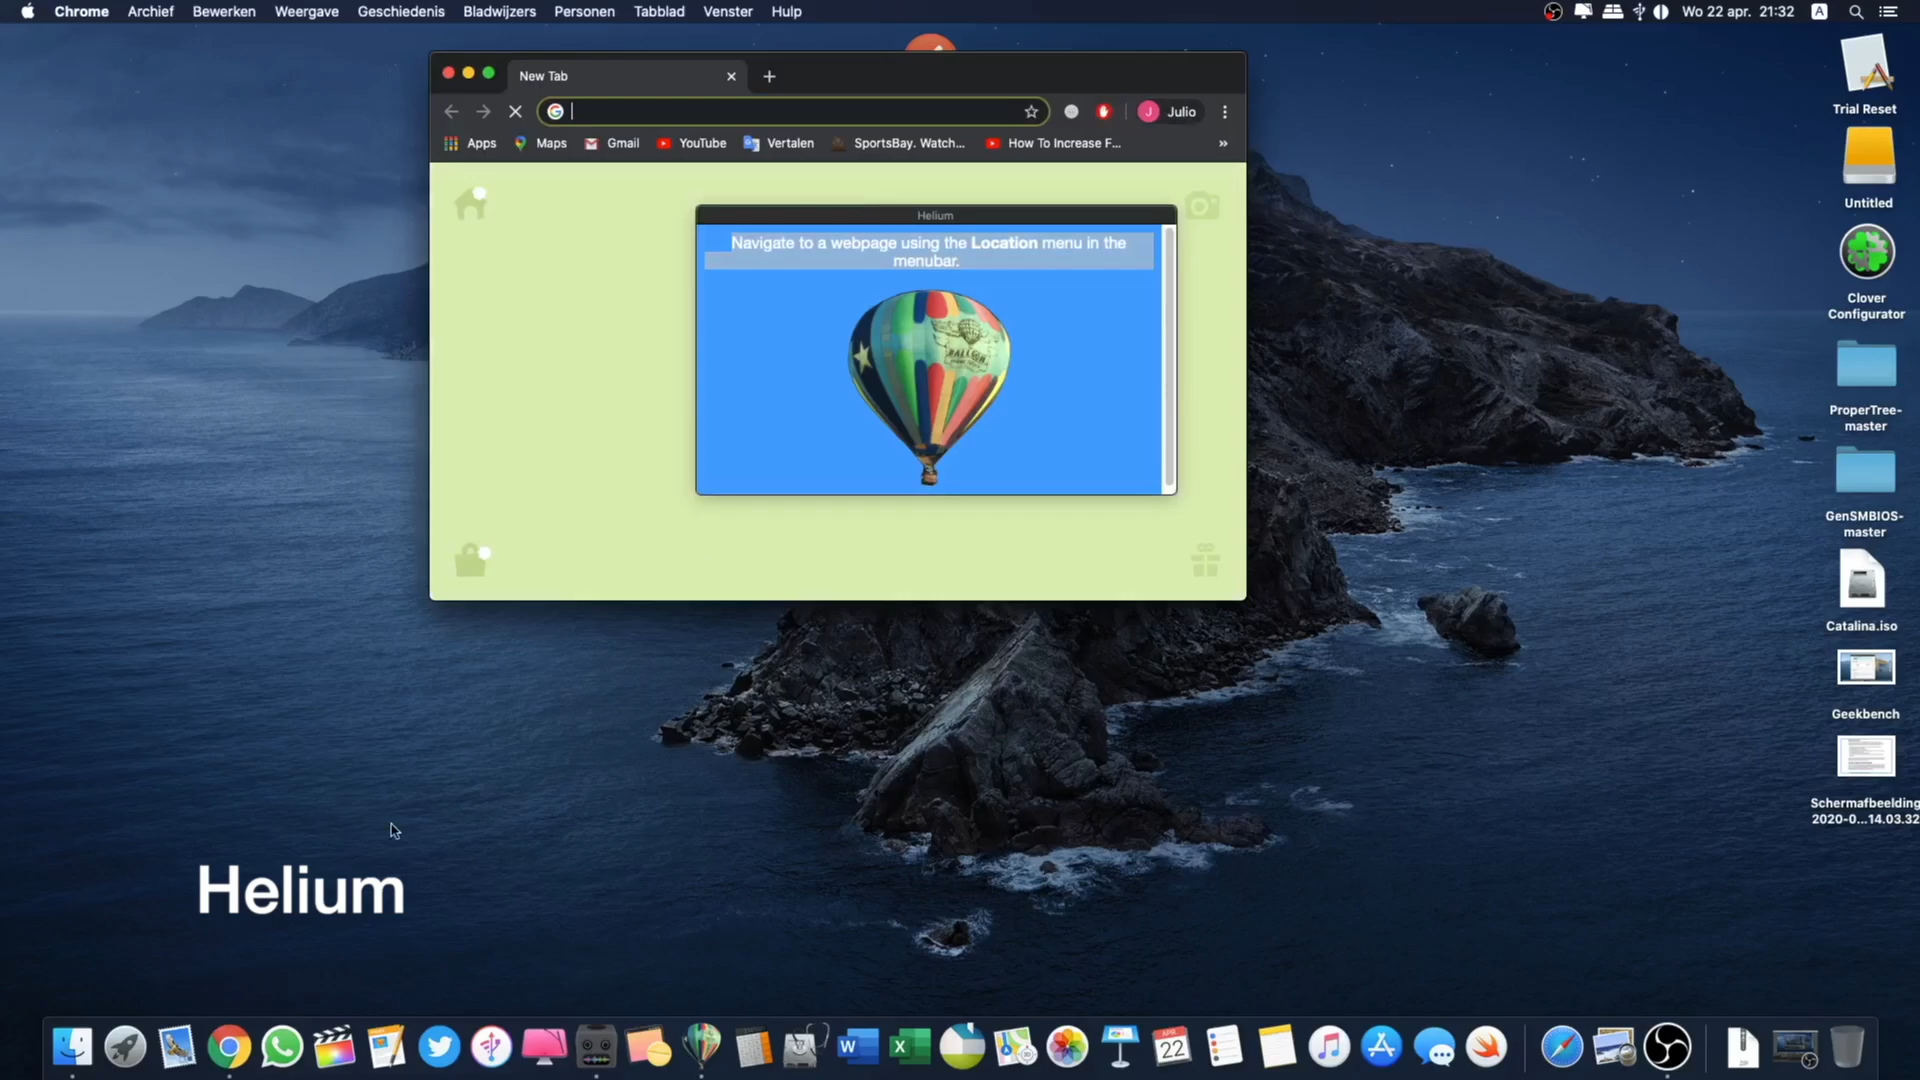 Chrome Archief Bewerken Weergave Geschiedenis Bladwijzers Personen Tabblad Venster Hulp
Wo 22 apr. 21:32 A
New Tab
J Julio
Apps Maps Gmail YouTube Vertalen SportsBay. Watch... How To Increase F... »
Helium
Navigate to a webpage using the Location menu in the
menubar.
BALLOON
Trial Reset
Untitled
Clover
Configurator
ProperTree-
master
GenSMBIOS-
master
Catalina.iso
Geekbench
Schermafbeelding
2020-0...14.03.32
Helium
W
X
APR
22
ZIP